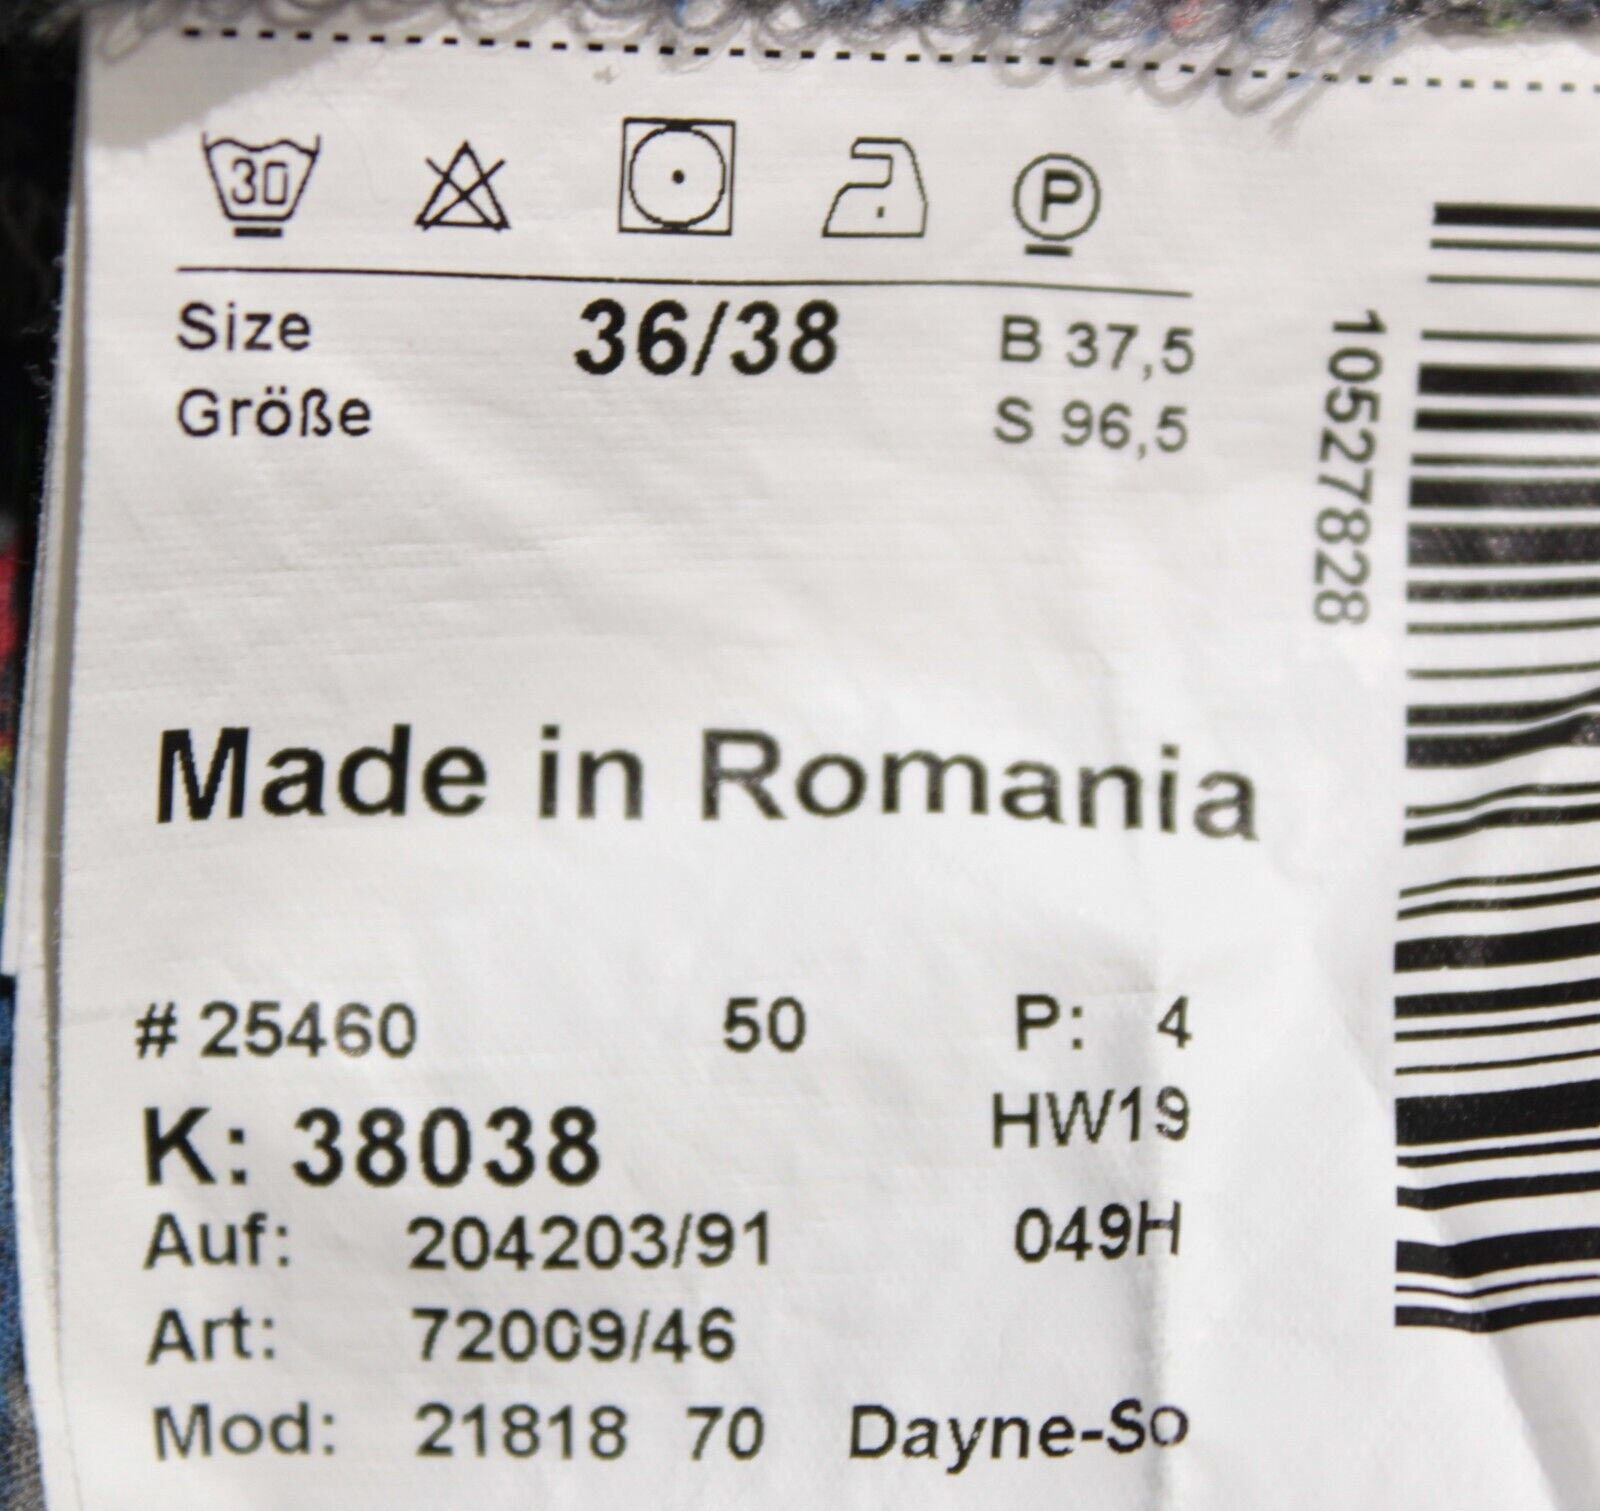 30
P
Size 36/38 B 37,5
Größe S 96,5
10527828
Made in Romania
# 25460 50 P: 4
K: 38038 HW19
Auf: 204203/91 049H
Art: 72009/46
Mod: 21818 70 Dayne-So